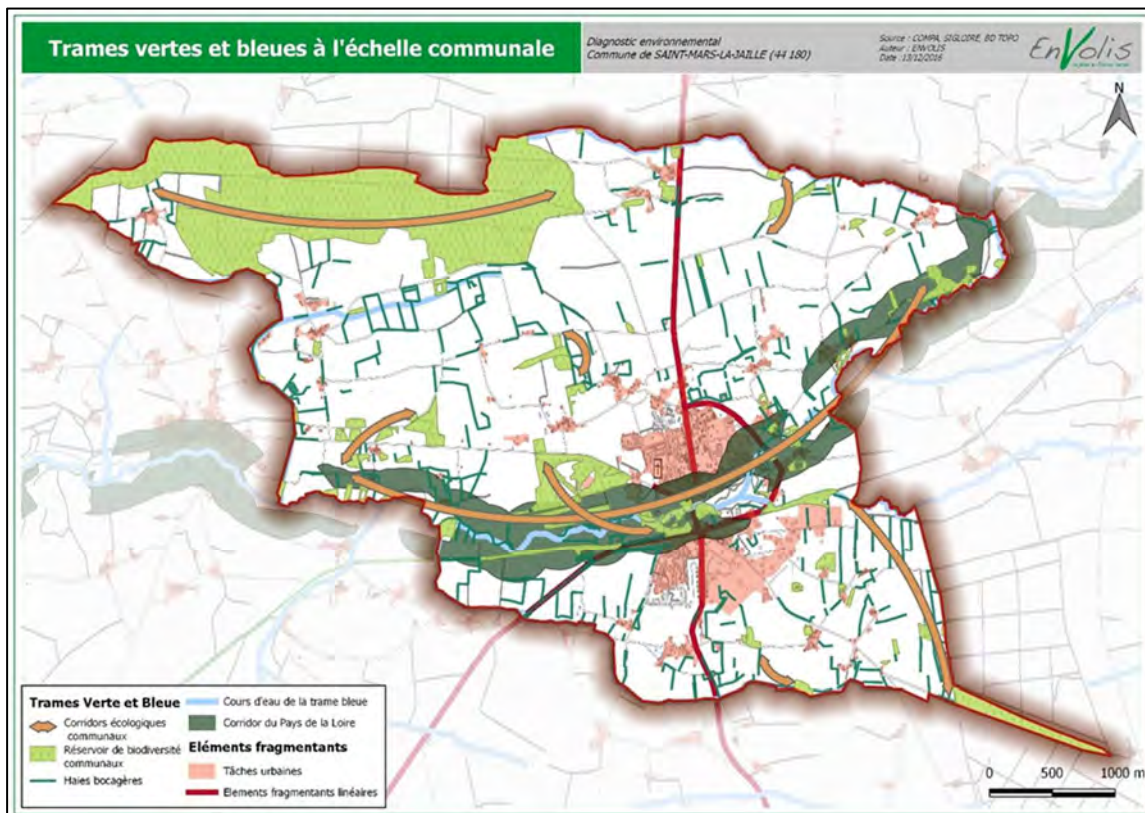 Trames vertes et bleues à l'échelle communale
Diagnostic environnemental
Commune de SAINT-MARS-LA-JAILLE (44 180)
Source : COMPA, SIGLOIRE, BD TOPO
Auteur : ENVOLIS
Date : 13/12/2016
EnVolis
N
Trames Verte et Bleue
Corridors écologiques
communaux
Réservoir de biodiversité
communaux
Haies bocagères
Cours d'eau de la trame bleue
Corridor du Pays de la Loire
Eléments fragmentants
Tâches urbaines
Elements fragmentants linéaires
0 500 1000 m